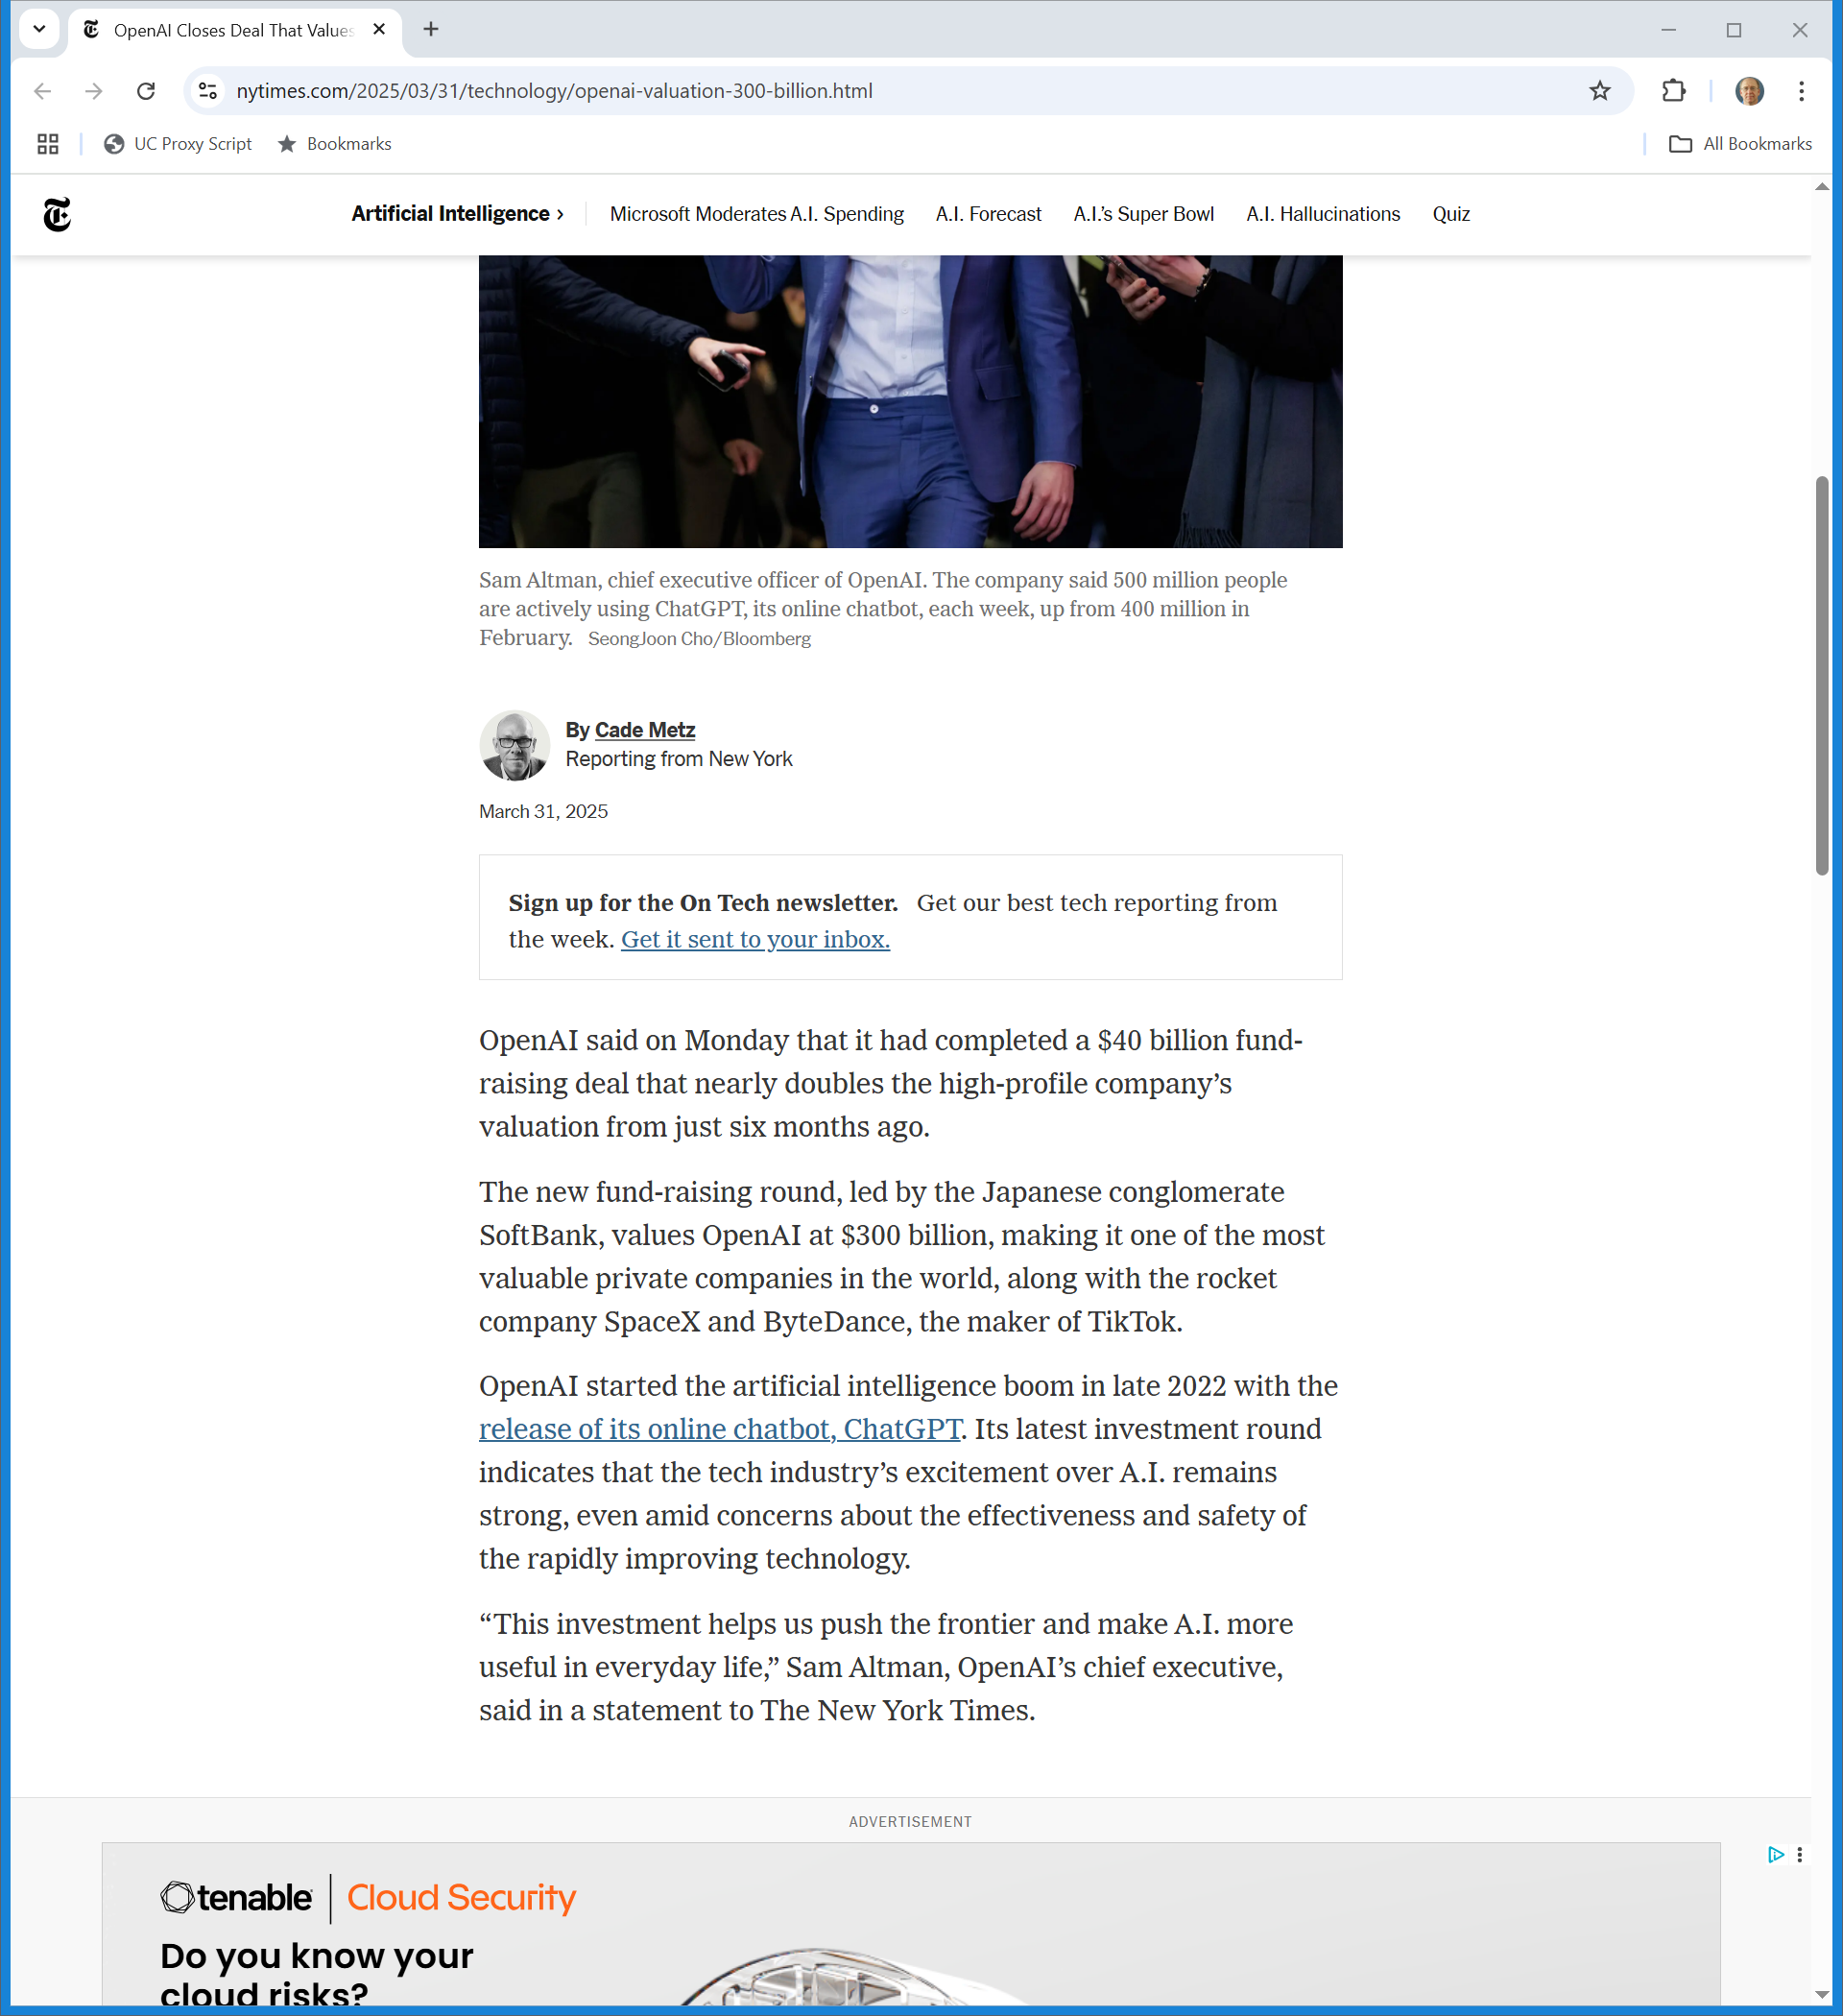 OpenAI Closes Deal That Values
nytimes.com/2025/03/31/technology/openai-valuation-300-billion.html
UC Proxy Script
Bookmarks
All Bookmarks
Artificial Intelligence ›
Microsoft Moderates A.I. Spending
A.I. Forecast
A.I.'s Super Bowl
A.I. Hallucinations
Quiz
Sam Altman, chief executive officer of OpenAI. The company said 500 million people
are actively using ChatGPT, its online chatbot, each week, up from 400 million in
February. SeongJoon Cho/Bloomberg
By Cade Metz
Reporting from New York
March 31, 2025
Sign up for the On Tech newsletter. Get our best tech reporting from
the week. Get it sent to your inbox.
OpenAI said on Monday that it had completed a $40 billion fund-
raising deal that nearly doubles the high-profile company’s
valuation from just six months ago.
The new fund-raising round, led by the Japanese conglomerate
SoftBank, values OpenAI at $300 billion, making it one of the most
valuable private companies in the world, along with the rocket
company SpaceX and ByteDance, the maker of TikTok.
OpenAI started the artificial intelligence boom in late 2022 with the
release of its online chatbot, ChatGPT. Its latest investment round
indicates that the tech industry’s excitement over A.I. remains
strong, even amid concerns about the effectiveness and safety of
the rapidly improving technology.
“This investment helps us push the frontier and make A.I. more
useful in everyday life,” Sam Altman, OpenAI’s chief executive,
said in a statement to The New York Times.
ADVERTISEMENT
tenable | Cloud Security
Do you know your
cloud risks?